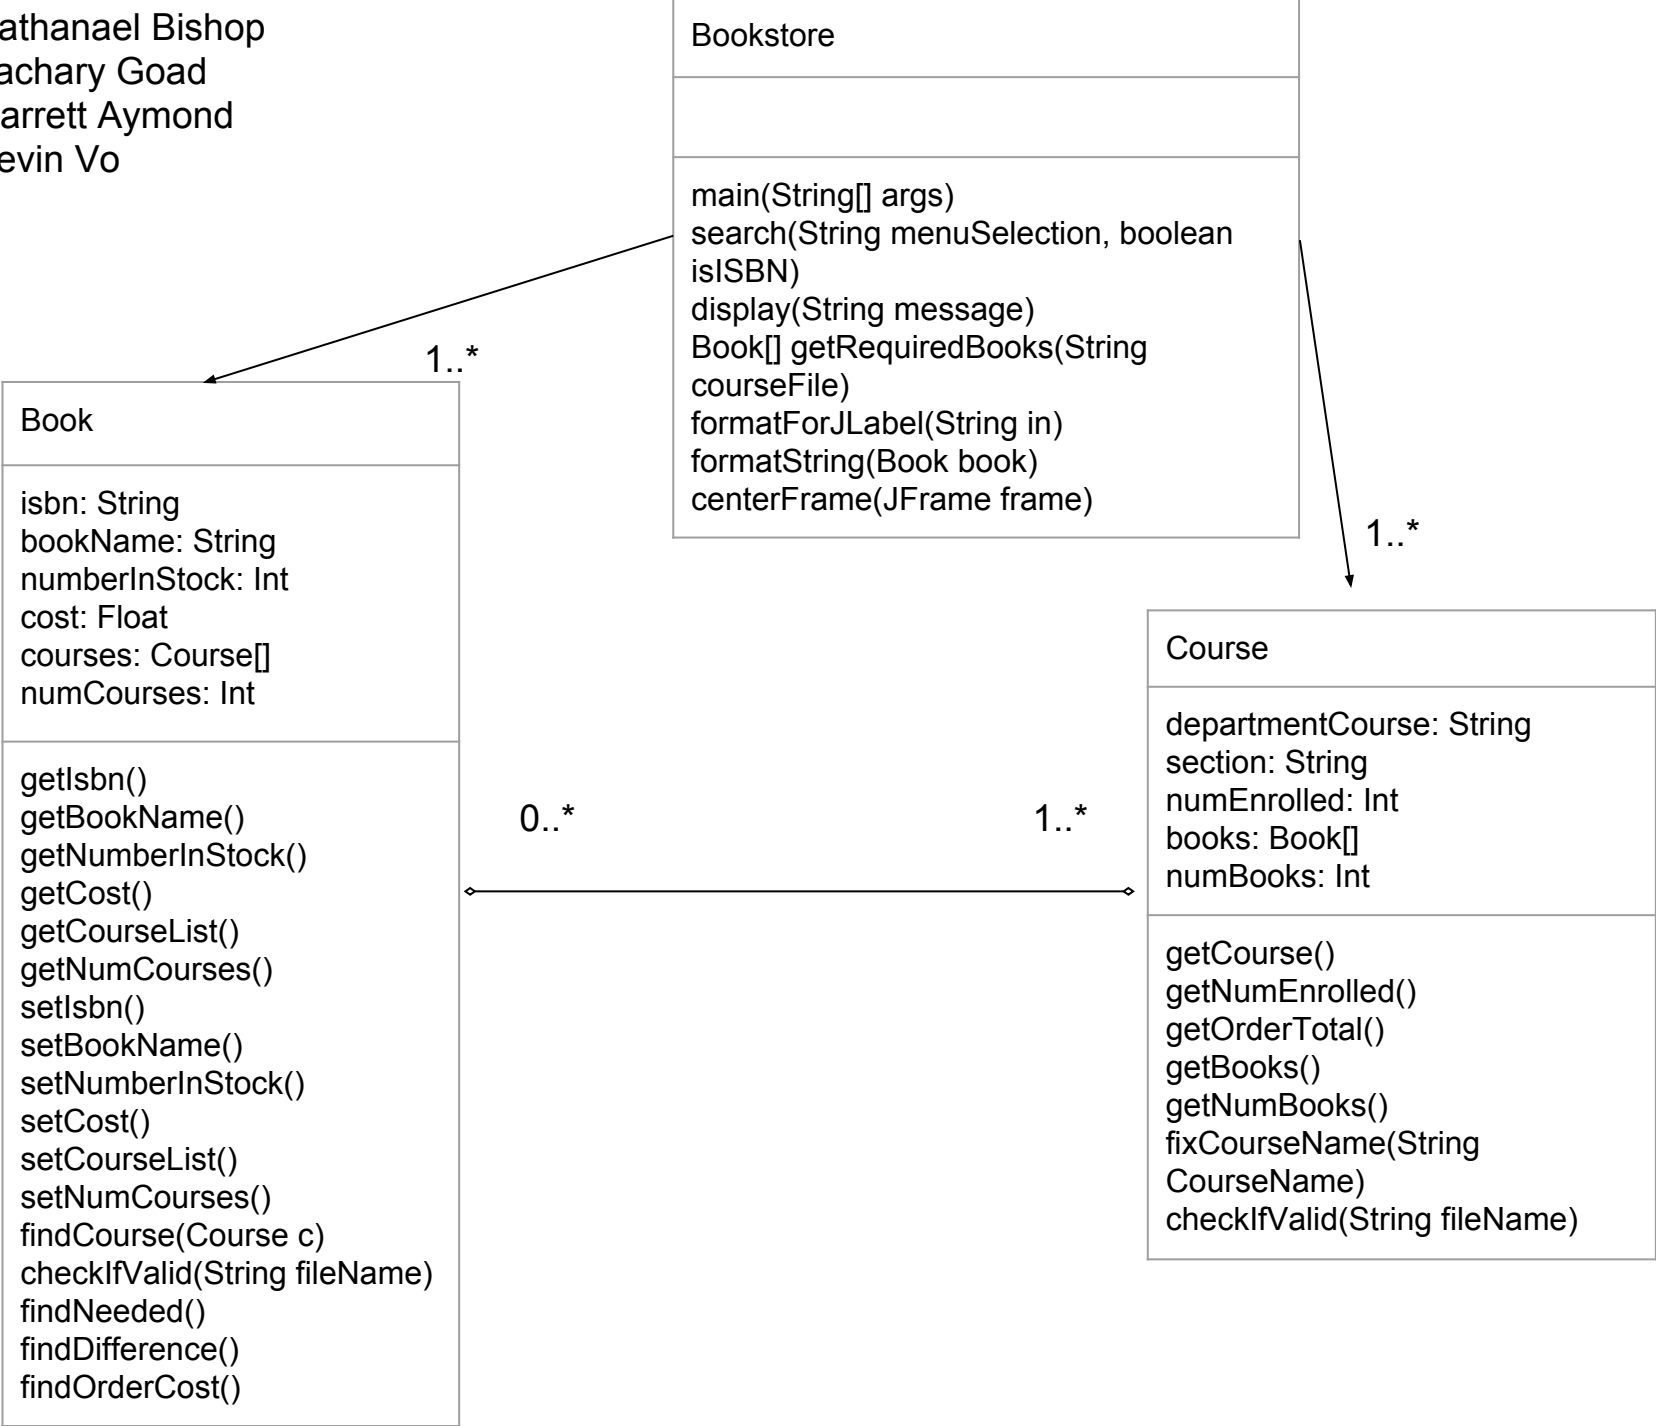 athanael Bishop
achary Goad
arrett Aymond
evin Vo
Bookstore
main(String[] args)
search(String menuSelection, boolean
isISBN)
display(String message)
Book[] getRequiredBooks(String
courseFile)
formatForJLabel(String in)
formatString(Book book)
centerFrame(JFrame frame)
1..*
1..*
Book
isbn: String
bookName: String
numberInStock: Int
cost: Float
courses: Course[]
numCourses: Int
getIsbn()
getBookName()
getNumberInStock()
getCost()
getCourseList()
getNumCourses()
setIsbn()
setBookName()
setNumberInStock()
setCost()
setCourseList()
setNumCourses()
findCourse(Course c)
checkIfValid(String fileName)
findNeeded()
findDifference()
findOrderCost()
0..*
1..*
Course
departmentCourse: String
section: String
numEnrolled: Int
books: Book[]
numBooks: Int
getCourse()
getNumEnrolled()
getOrderTotal()
getBooks()
getNumBooks()
fixCourseName(String
CourseName)
checkIfValid(String fileName)